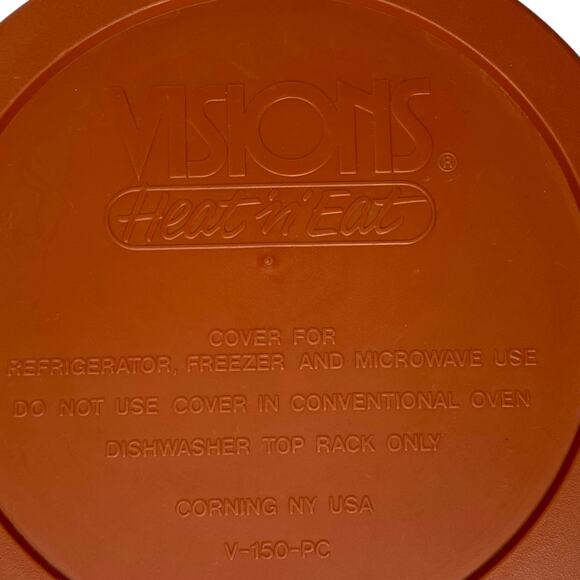 VISIONS®
Heat 'n' Eat
COVER FOR
REFRIGERATOR, FREEZER AND MICROWAVE USE
DO NOT USE COVER IN CONVENTIONAL OVEN
DISHWASHER TOP RACK ONLY
CORNING NY USA
V-150-PC